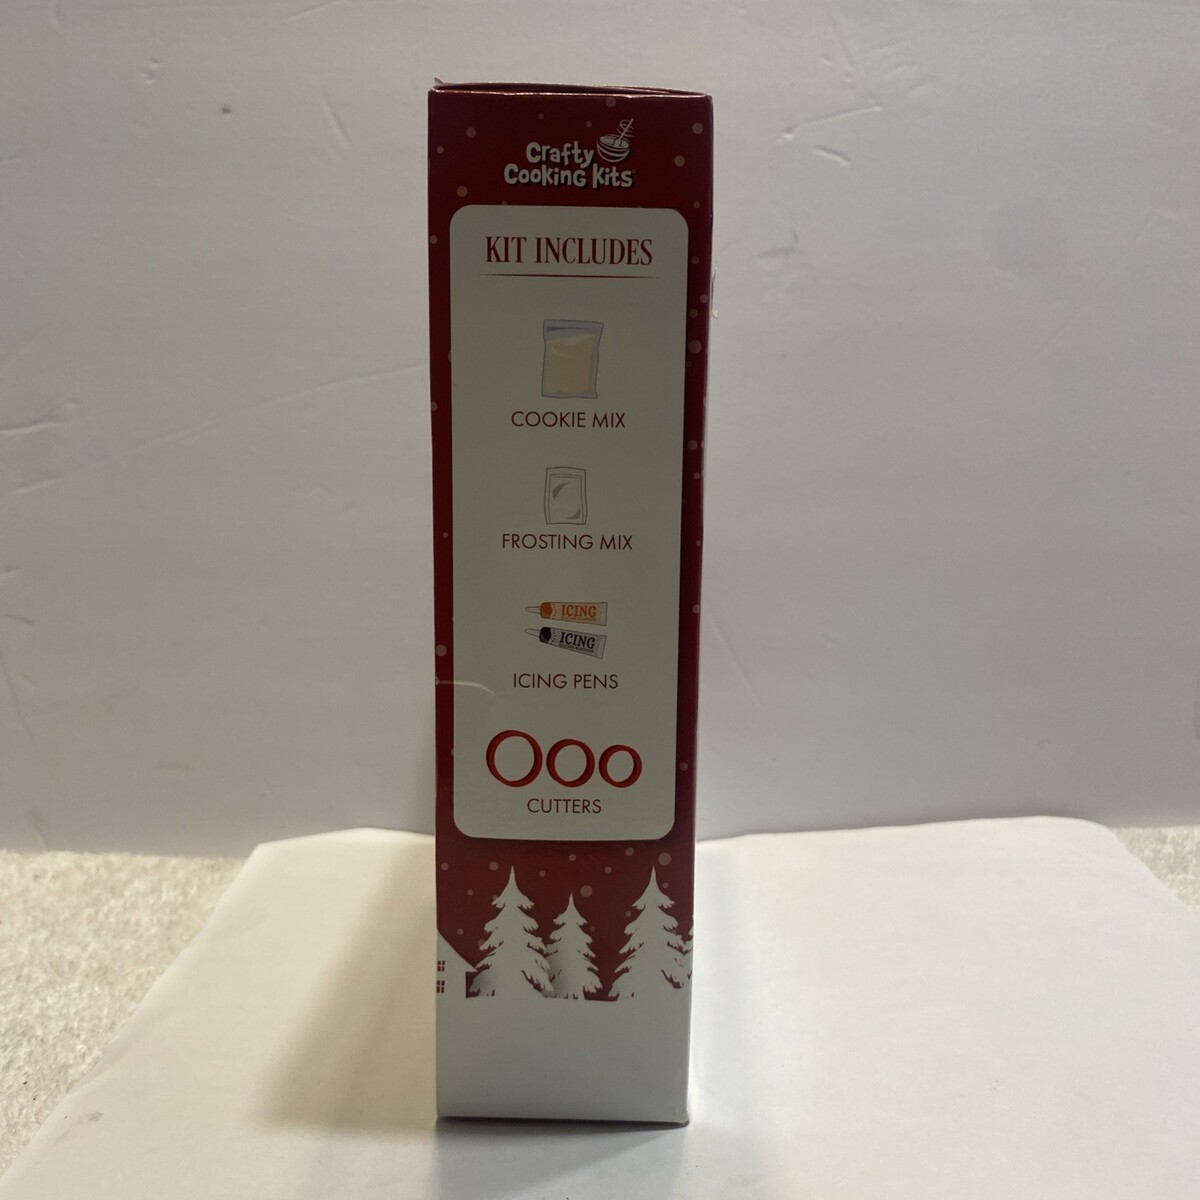 Crafty
Cooking Kits
KIT INCLUDES
COOKIE MIX
FROSTING MIX
ICING
ICING
ICING PENS
CUTTERS